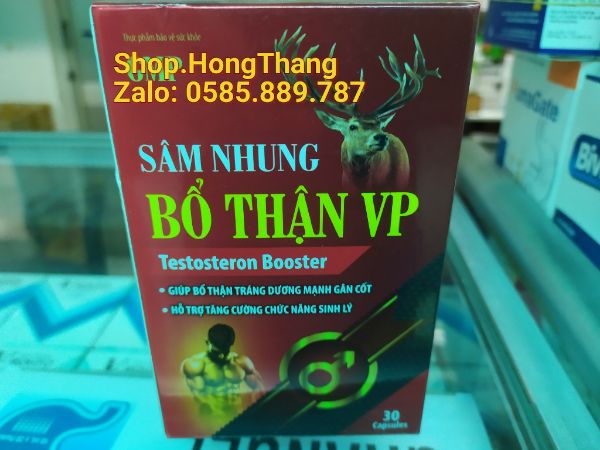 Thực phẩm bảo vệ sức khỏe
Shop.HongThang
Zalo: 0585.889.787
SÂM NHUNG
BỔ THẬN VP
Testosteron Booster
• GIÚP BỔ THẬN TRÁNG DƯƠNG MẠNH GÂN CỐT
• HỖ TRỢ TĂNG CƯỜNG CHỨC NĂNG SINH LÝ
30
Capsules